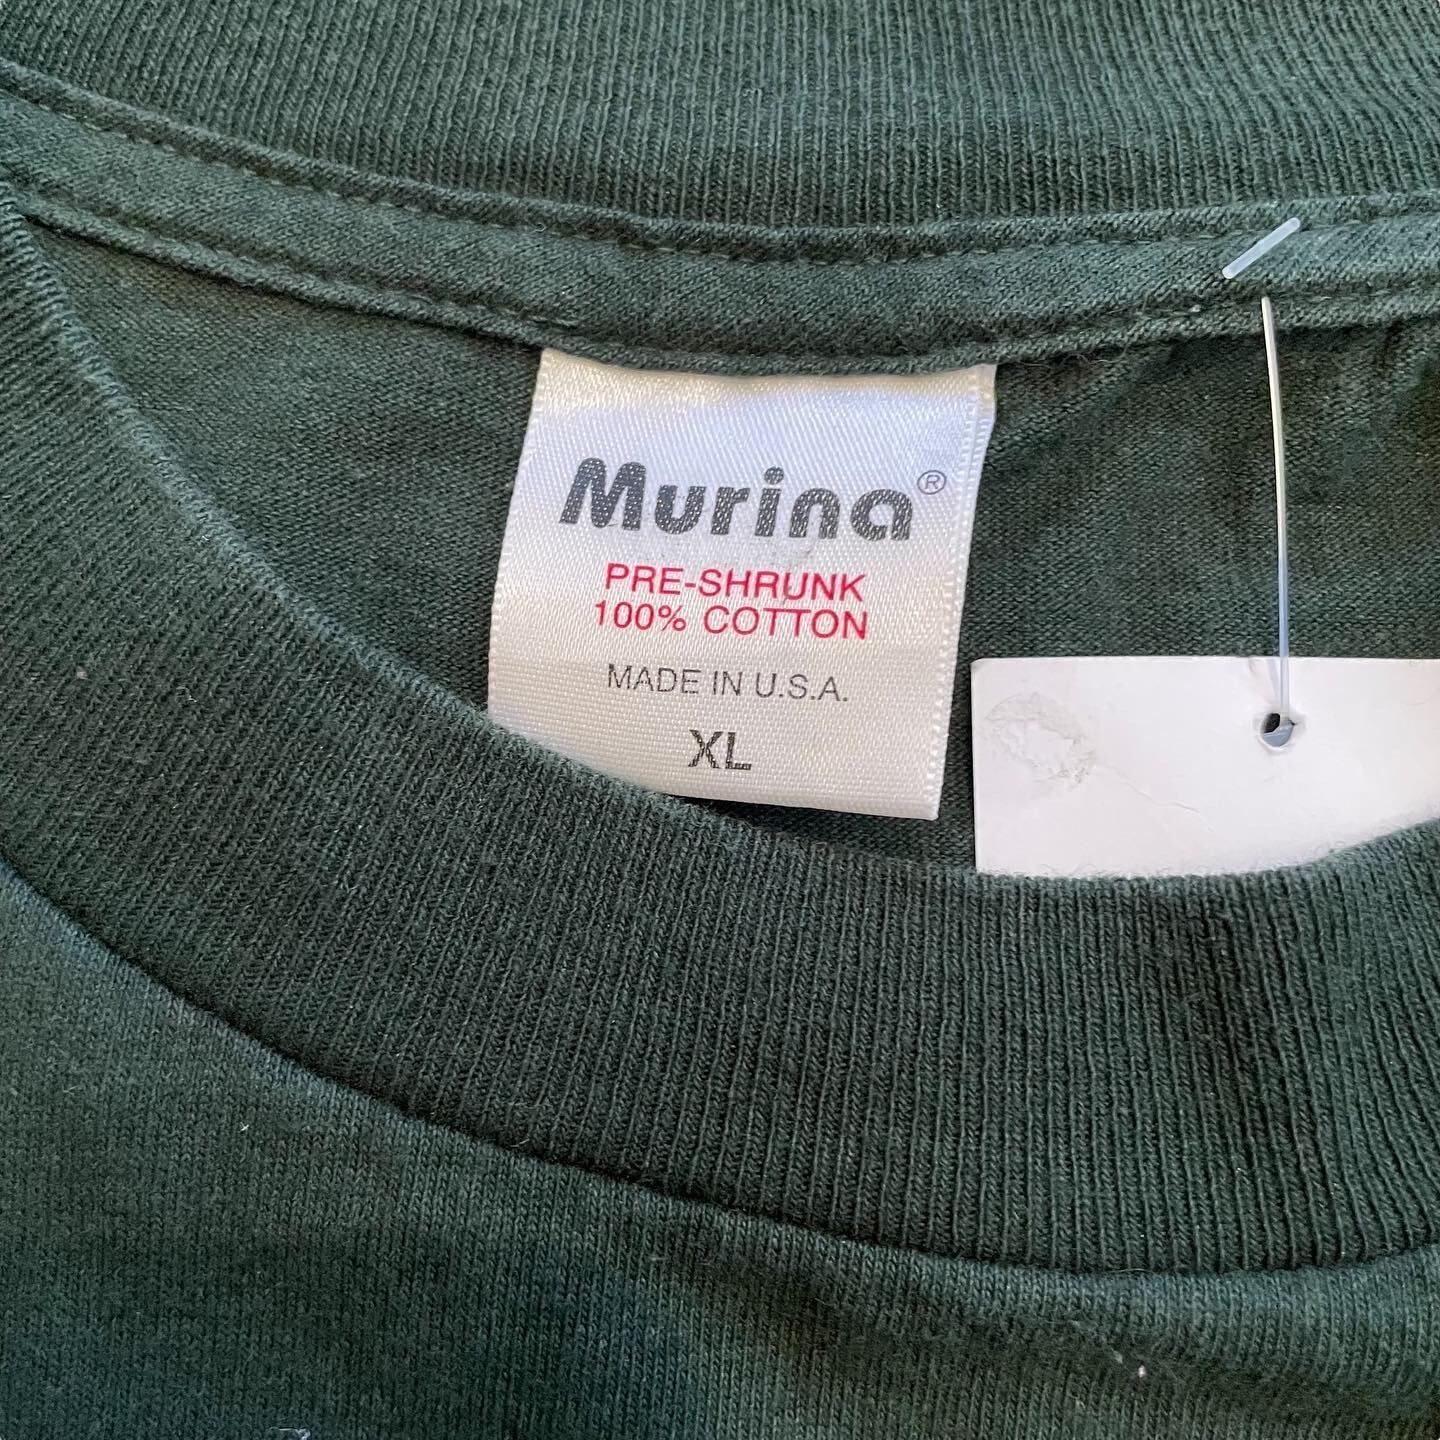 Murina®
PRE-SHRUNK
100% COTTON
MADE IN U.S.A.
XL